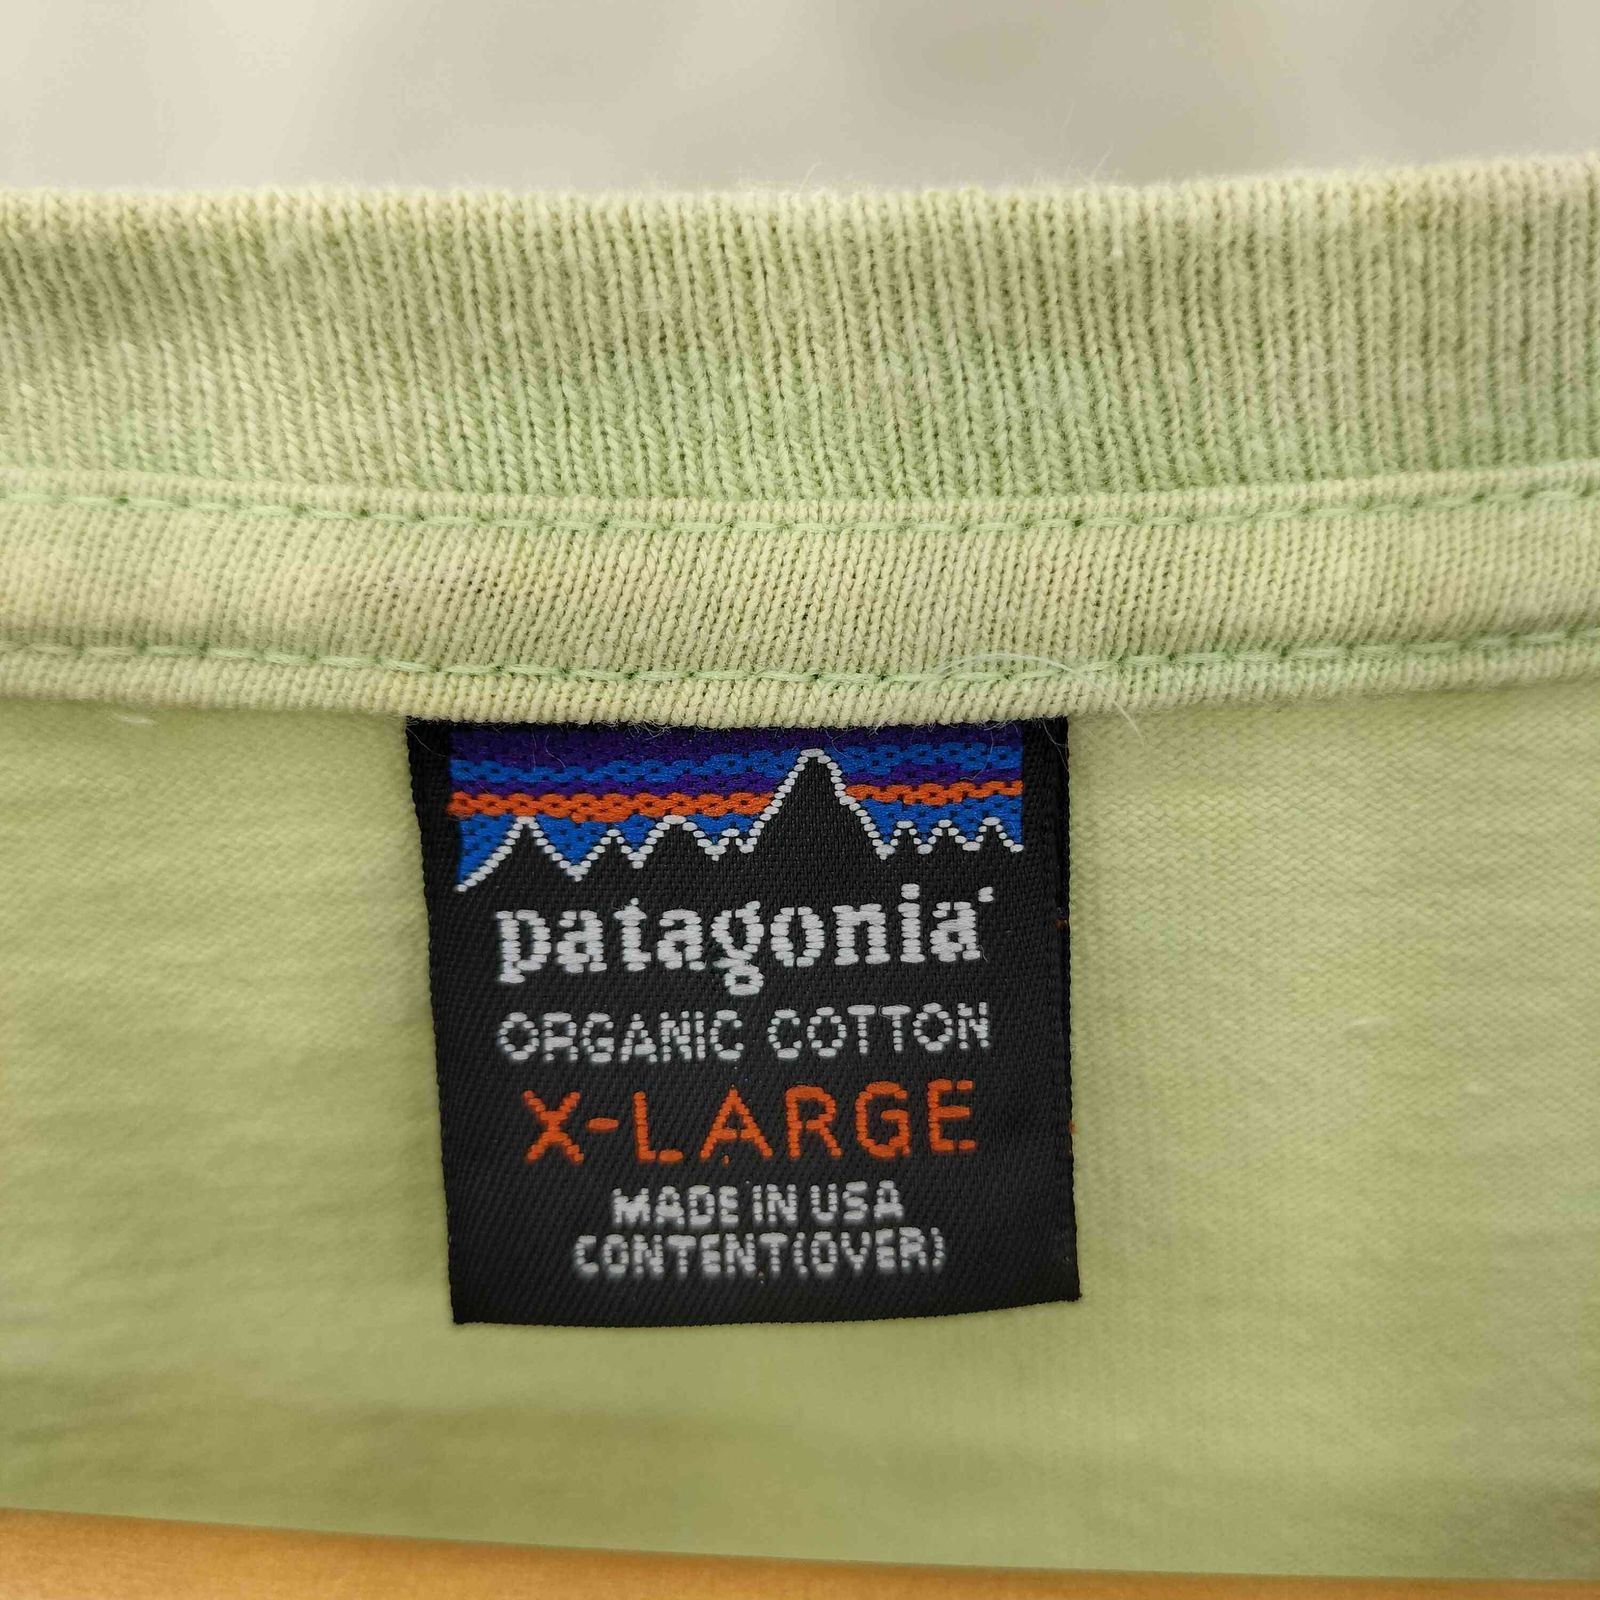 patagonia
ORGANIC COTTON
X-LARGE
MADE IN USA
CONTENT(OVER)